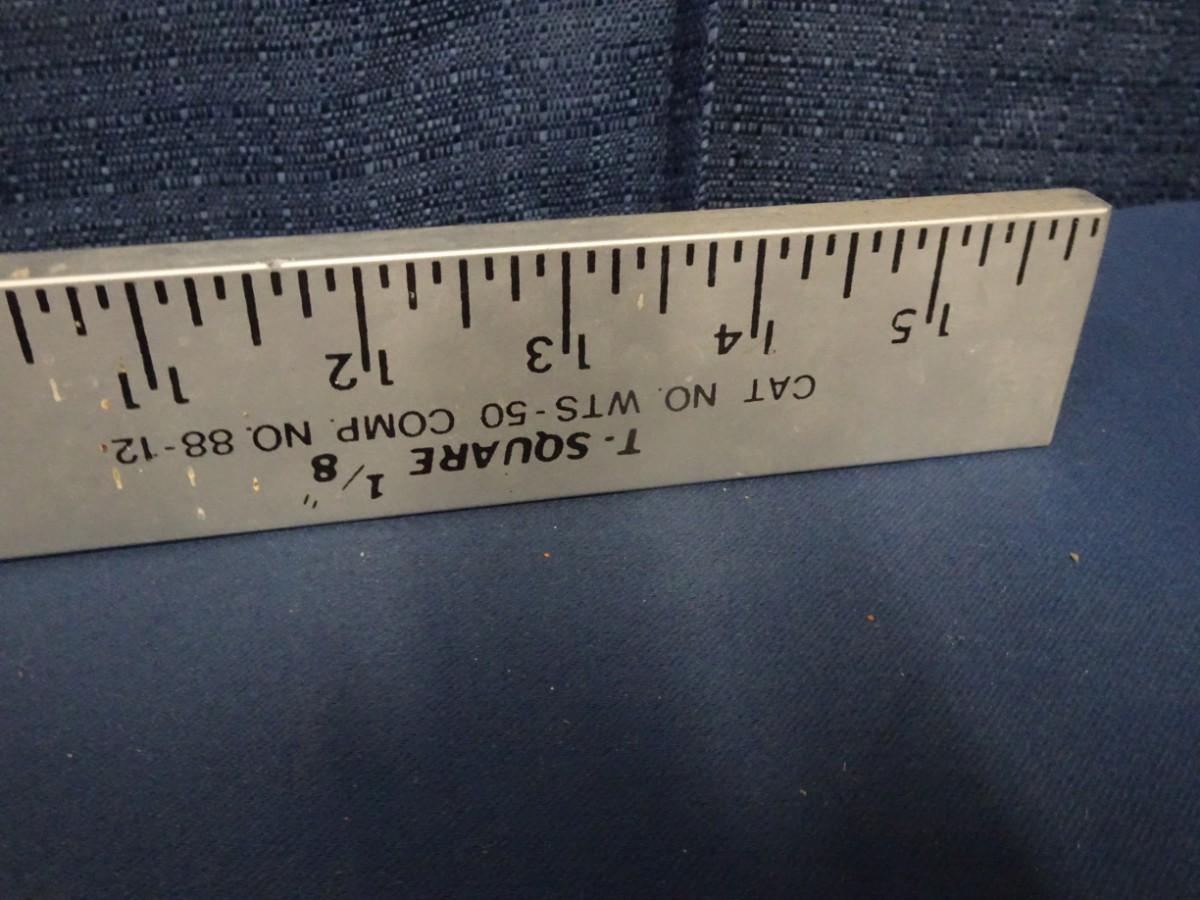 T-SQUARE 1/8"
CAT NO. WTS-50 COMP. NO. 88-12
15 14 13 12 11